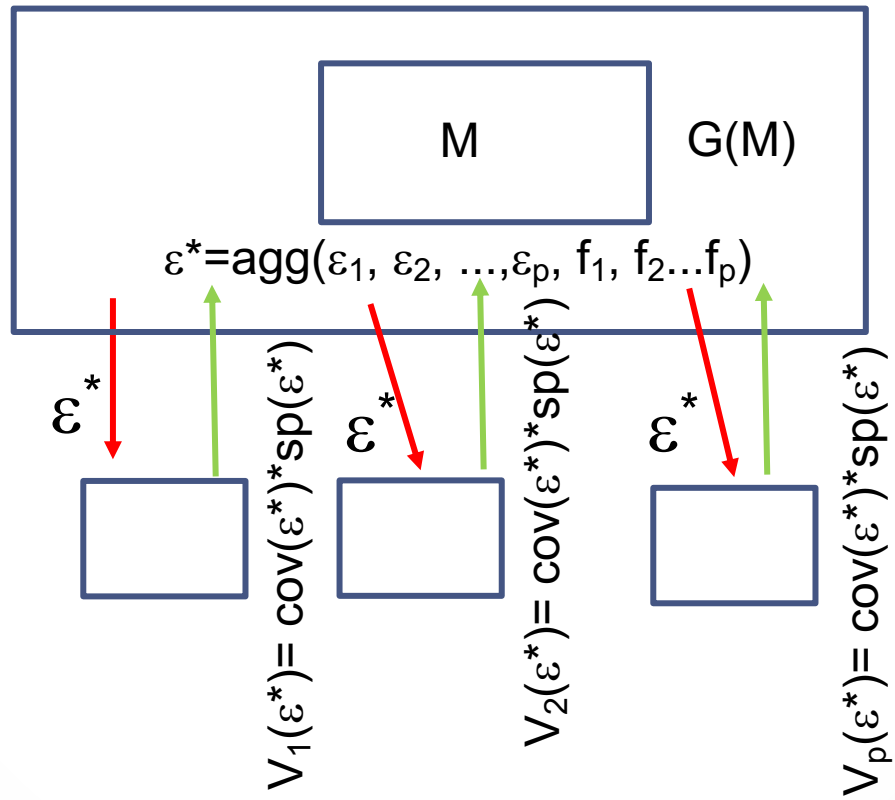 M
G(M)
ε*=agg(ε₁, ε₂, ...,εₚ, f₁, f₂...fₚ)
ε*
V₁(ε*)= cov(ε*)*sp(ε*)
ε*
V₂(ε*)= cov(ε*)*sp(ε*)
ε*
Vₚ(ε*)= cov(ε*)*sp(ε*)